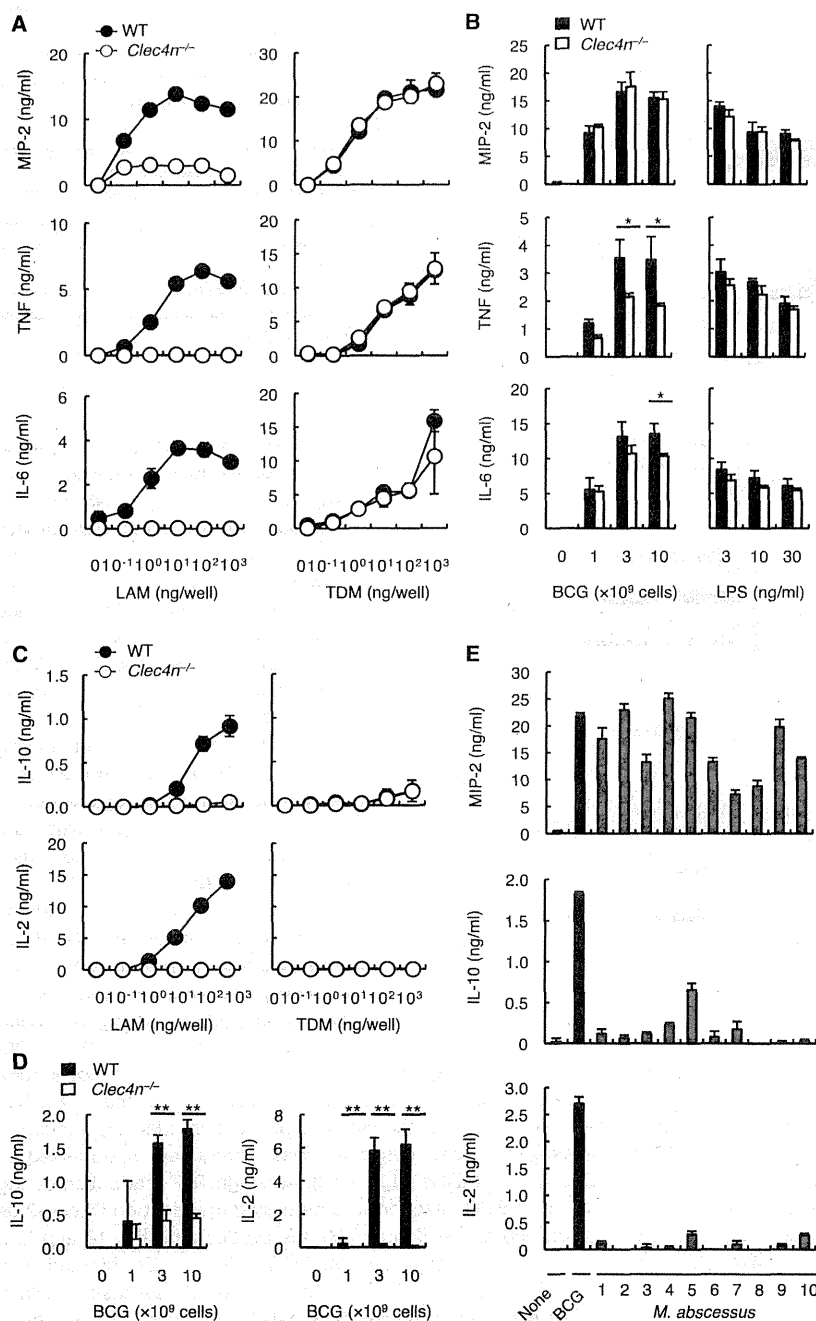 A
WT
Clec4n–/–
MIP-2 (ng/ml)
20
10
0
30
20
10
0
TNF (ng/ml)
10
5
0
20
15
10
5
0
IL-6 (ng/ml)
6
4
2
0
20
15
10
5
0
0 10⁻¹ 10⁰ 10¹ 10² 10³
LAM (ng/well)
0 10⁻¹ 10⁰ 10¹ 10² 10³
TDM (ng/well)
B
WT
Clec4n–/–
MIP-2 (ng/ml)
25
20
15
10
5
0
TNF (ng/ml)
5
4
3
2
1
0
* *
IL-6 (ng/ml)
20
15
10
5
0
*
0 1 3 10
BCG (×10⁹ cells)
3 10 30
LPS (ng/ml)
C
WT
Clec4n–/–
IL-10 (ng/ml)
1.5
1.0
0.5
0.0
IL-2 (ng/ml)
20
15
10
5
0
0 10⁻¹ 10⁰ 10¹ 10² 10³
LAM (ng/well)
0 10⁻¹ 10⁰ 10¹ 10² 10³
TDM (ng/well)
D
WT
Clec4n–/–
IL-10 (ng/ml)
2.0
1.5
1.0
0.5
0.0
** **
0 1 3 10
BCG (×10⁹ cells)
IL-2 (ng/ml)
8
6
4
2
0
** ** **
0 1 3 10
BCG (×10⁹ cells)
E
MIP-2 (ng/ml)
30
25
20
15
10
5
0
IL-10 (ng/ml)
2.0
1.5
1.0
0.5
0
IL-2 (ng/ml)
3.0
2.5
2.0
1.5
1.0
0.5
0
None
BCG
1 2 3 4 5 6 7 8 9 10
M. abscessus